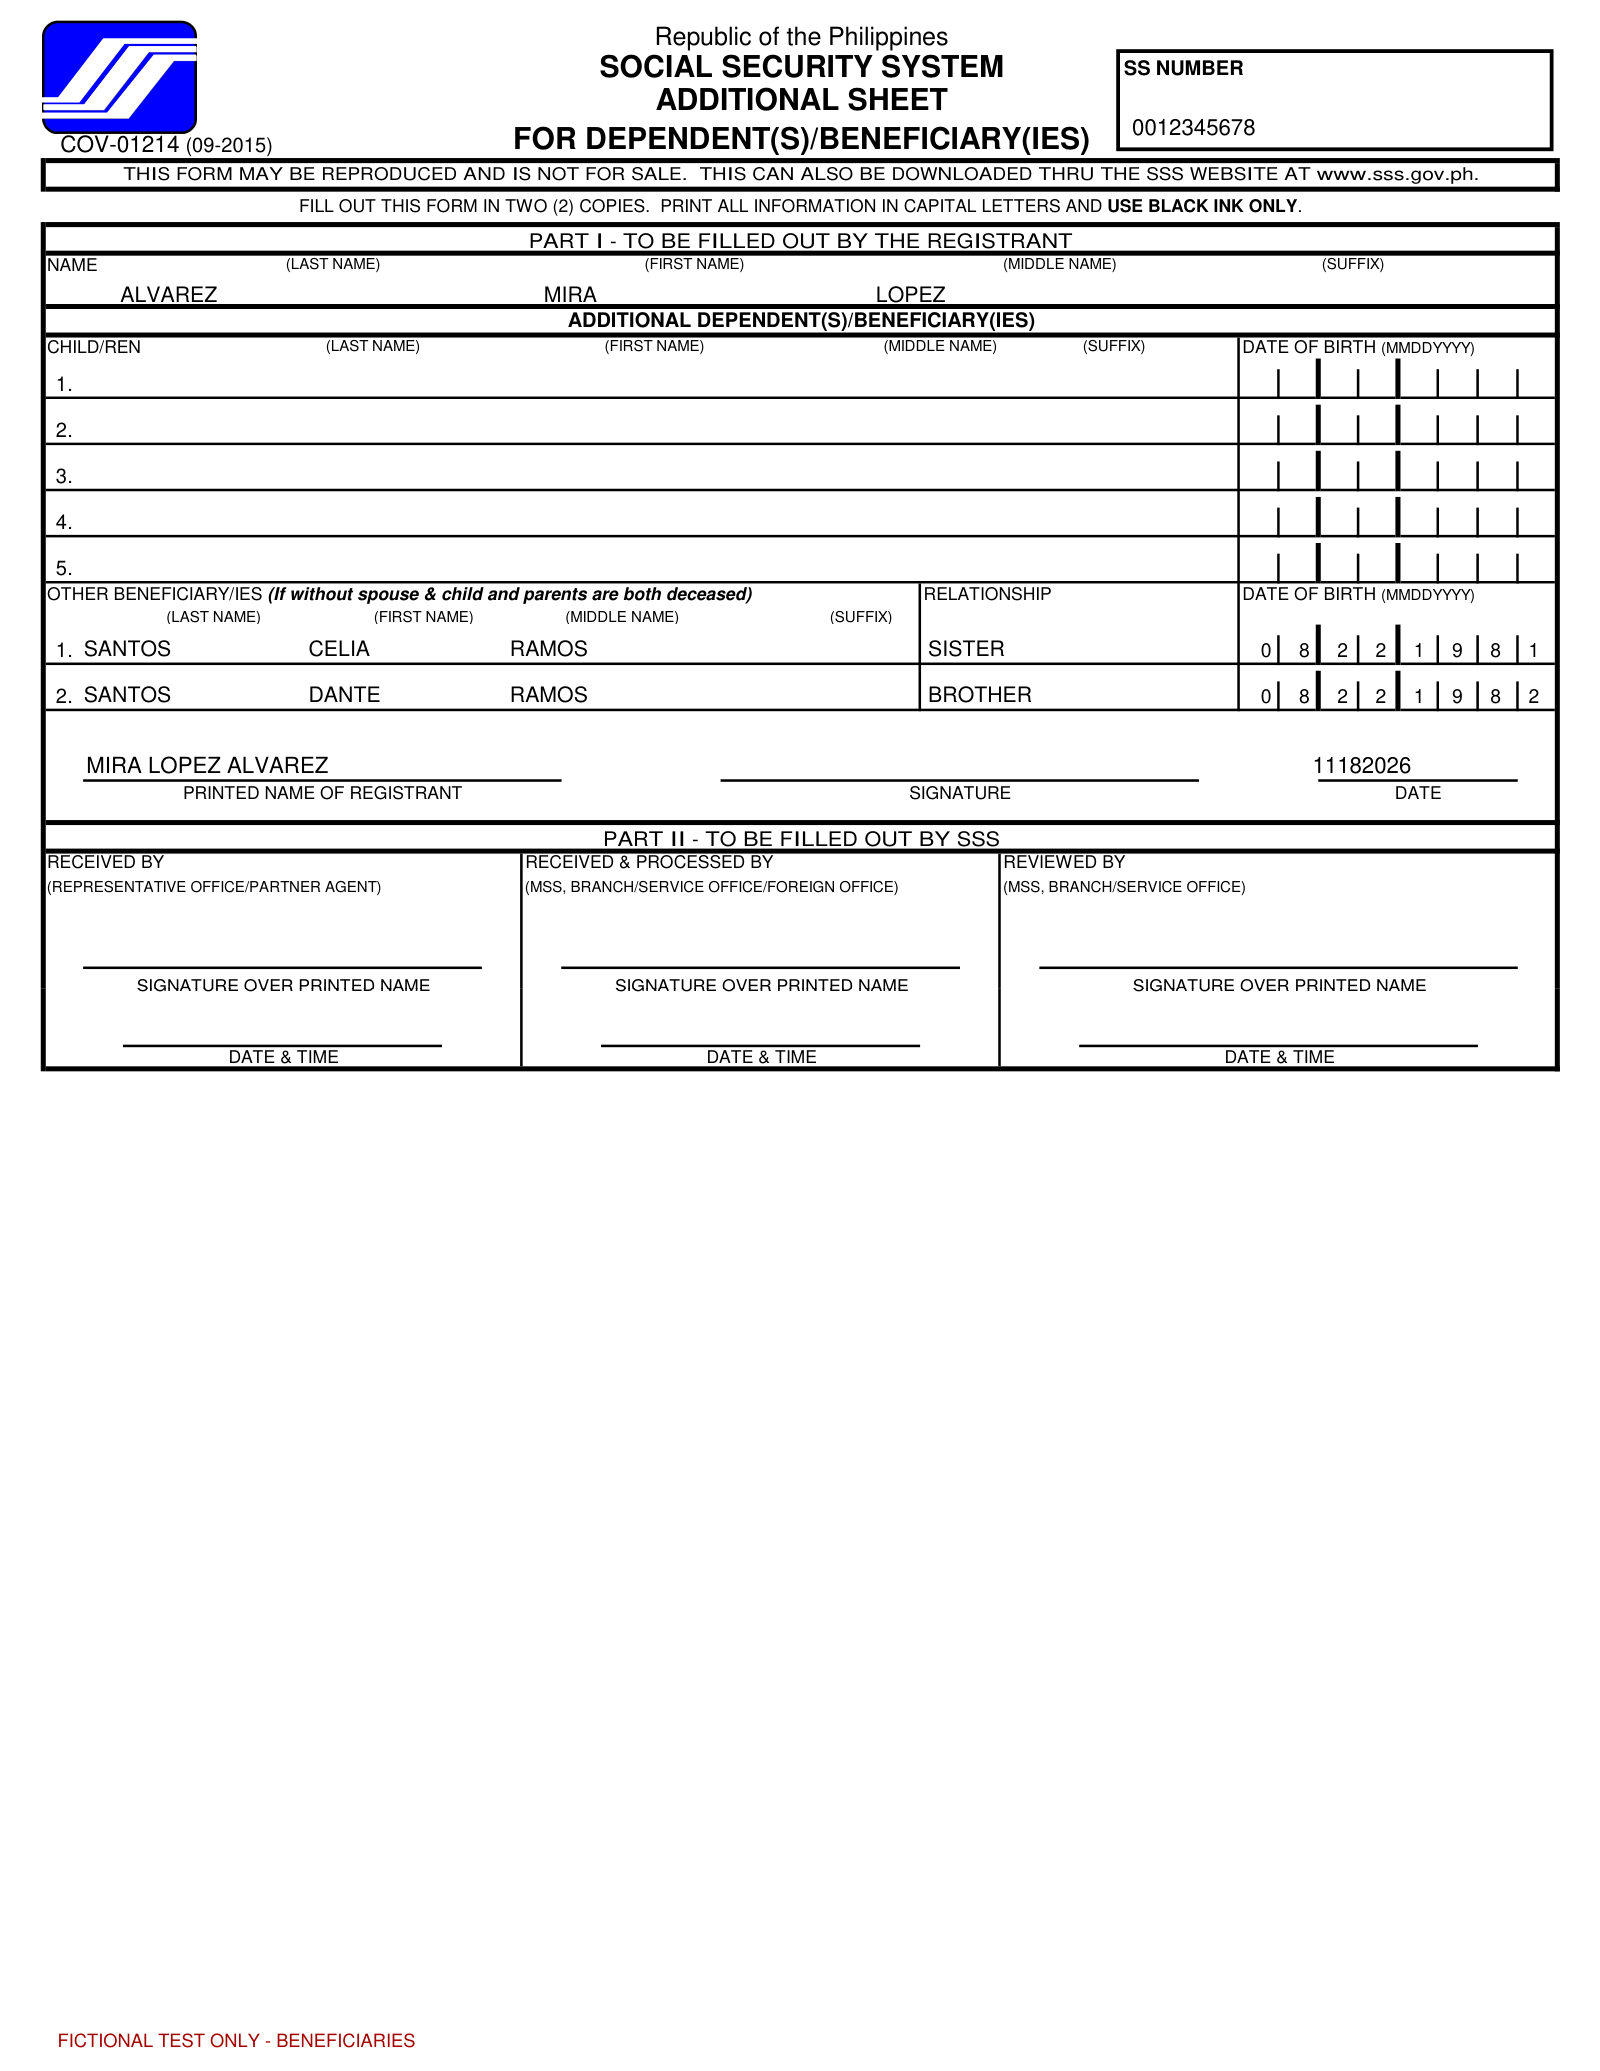 Republic of the Philippines
SOCIAL SECURITY SYSTEM
ADDITIONAL SHEET
FOR DEPENDENT(S)/BENEFICIARY(IES)
COV-01214 (09-2015)
SS NUMBER
0012345678
THIS FORM MAY BE REPRODUCED AND IS NOT FOR SALE. THIS CAN ALSO BE DOWNLOADED THRU THE SSS WEBSITE AT www.sss.gov.ph.
FILL OUT THIS FORM IN TWO (2) COPIES. PRINT ALL INFORMATION IN CAPITAL LETTERS AND USE BLACK INK ONLY.
PART I - TO BE FILLED OUT BY THE REGISTRANT
NAME (LAST NAME) (FIRST NAME) (MIDDLE NAME) (SUFFIX)
ALVAREZ MIRA LOPEZ
ADDITIONAL DEPENDENT(S)/BENEFICIARY(IES)
CHILD/REN (LAST NAME) (FIRST NAME) (MIDDLE NAME) (SUFFIX) DATE OF BIRTH (MMDDYYYY)
1.
2.
3.
4.
5.
OTHER BENEFICIARY/IES (If without spouse & child and parents are both deceased) RELATIONSHIP DATE OF BIRTH (MMDDYYYY)
(LAST NAME) (FIRST NAME) (MIDDLE NAME) (SUFFIX)
1. SANTOS CELIA RAMOS SISTER 0 8 2 2 1 9 8 1
2. SANTOS DANTE RAMOS BROTHER 0 8 2 2 1 9 8 2
MIRA LOPEZ ALVAREZ 11182026
PRINTED NAME OF REGISTRANT SIGNATURE DATE
PART II - TO BE FILLED OUT BY SSS
RECEIVED BY RECEIVED & PROCESSED BY REVIEWED BY
(REPRESENTATIVE OFFICE/PARTNER AGENT) (MSS, BRANCH/SERVICE OFFICE/FOREIGN OFFICE) (MSS, BRANCH/SERVICE OFFICE)
SIGNATURE OVER PRINTED NAME SIGNATURE OVER PRINTED NAME SIGNATURE OVER PRINTED NAME
DATE & TIME DATE & TIME DATE & TIME
FICTIONAL TEST ONLY - BENEFICIARIES